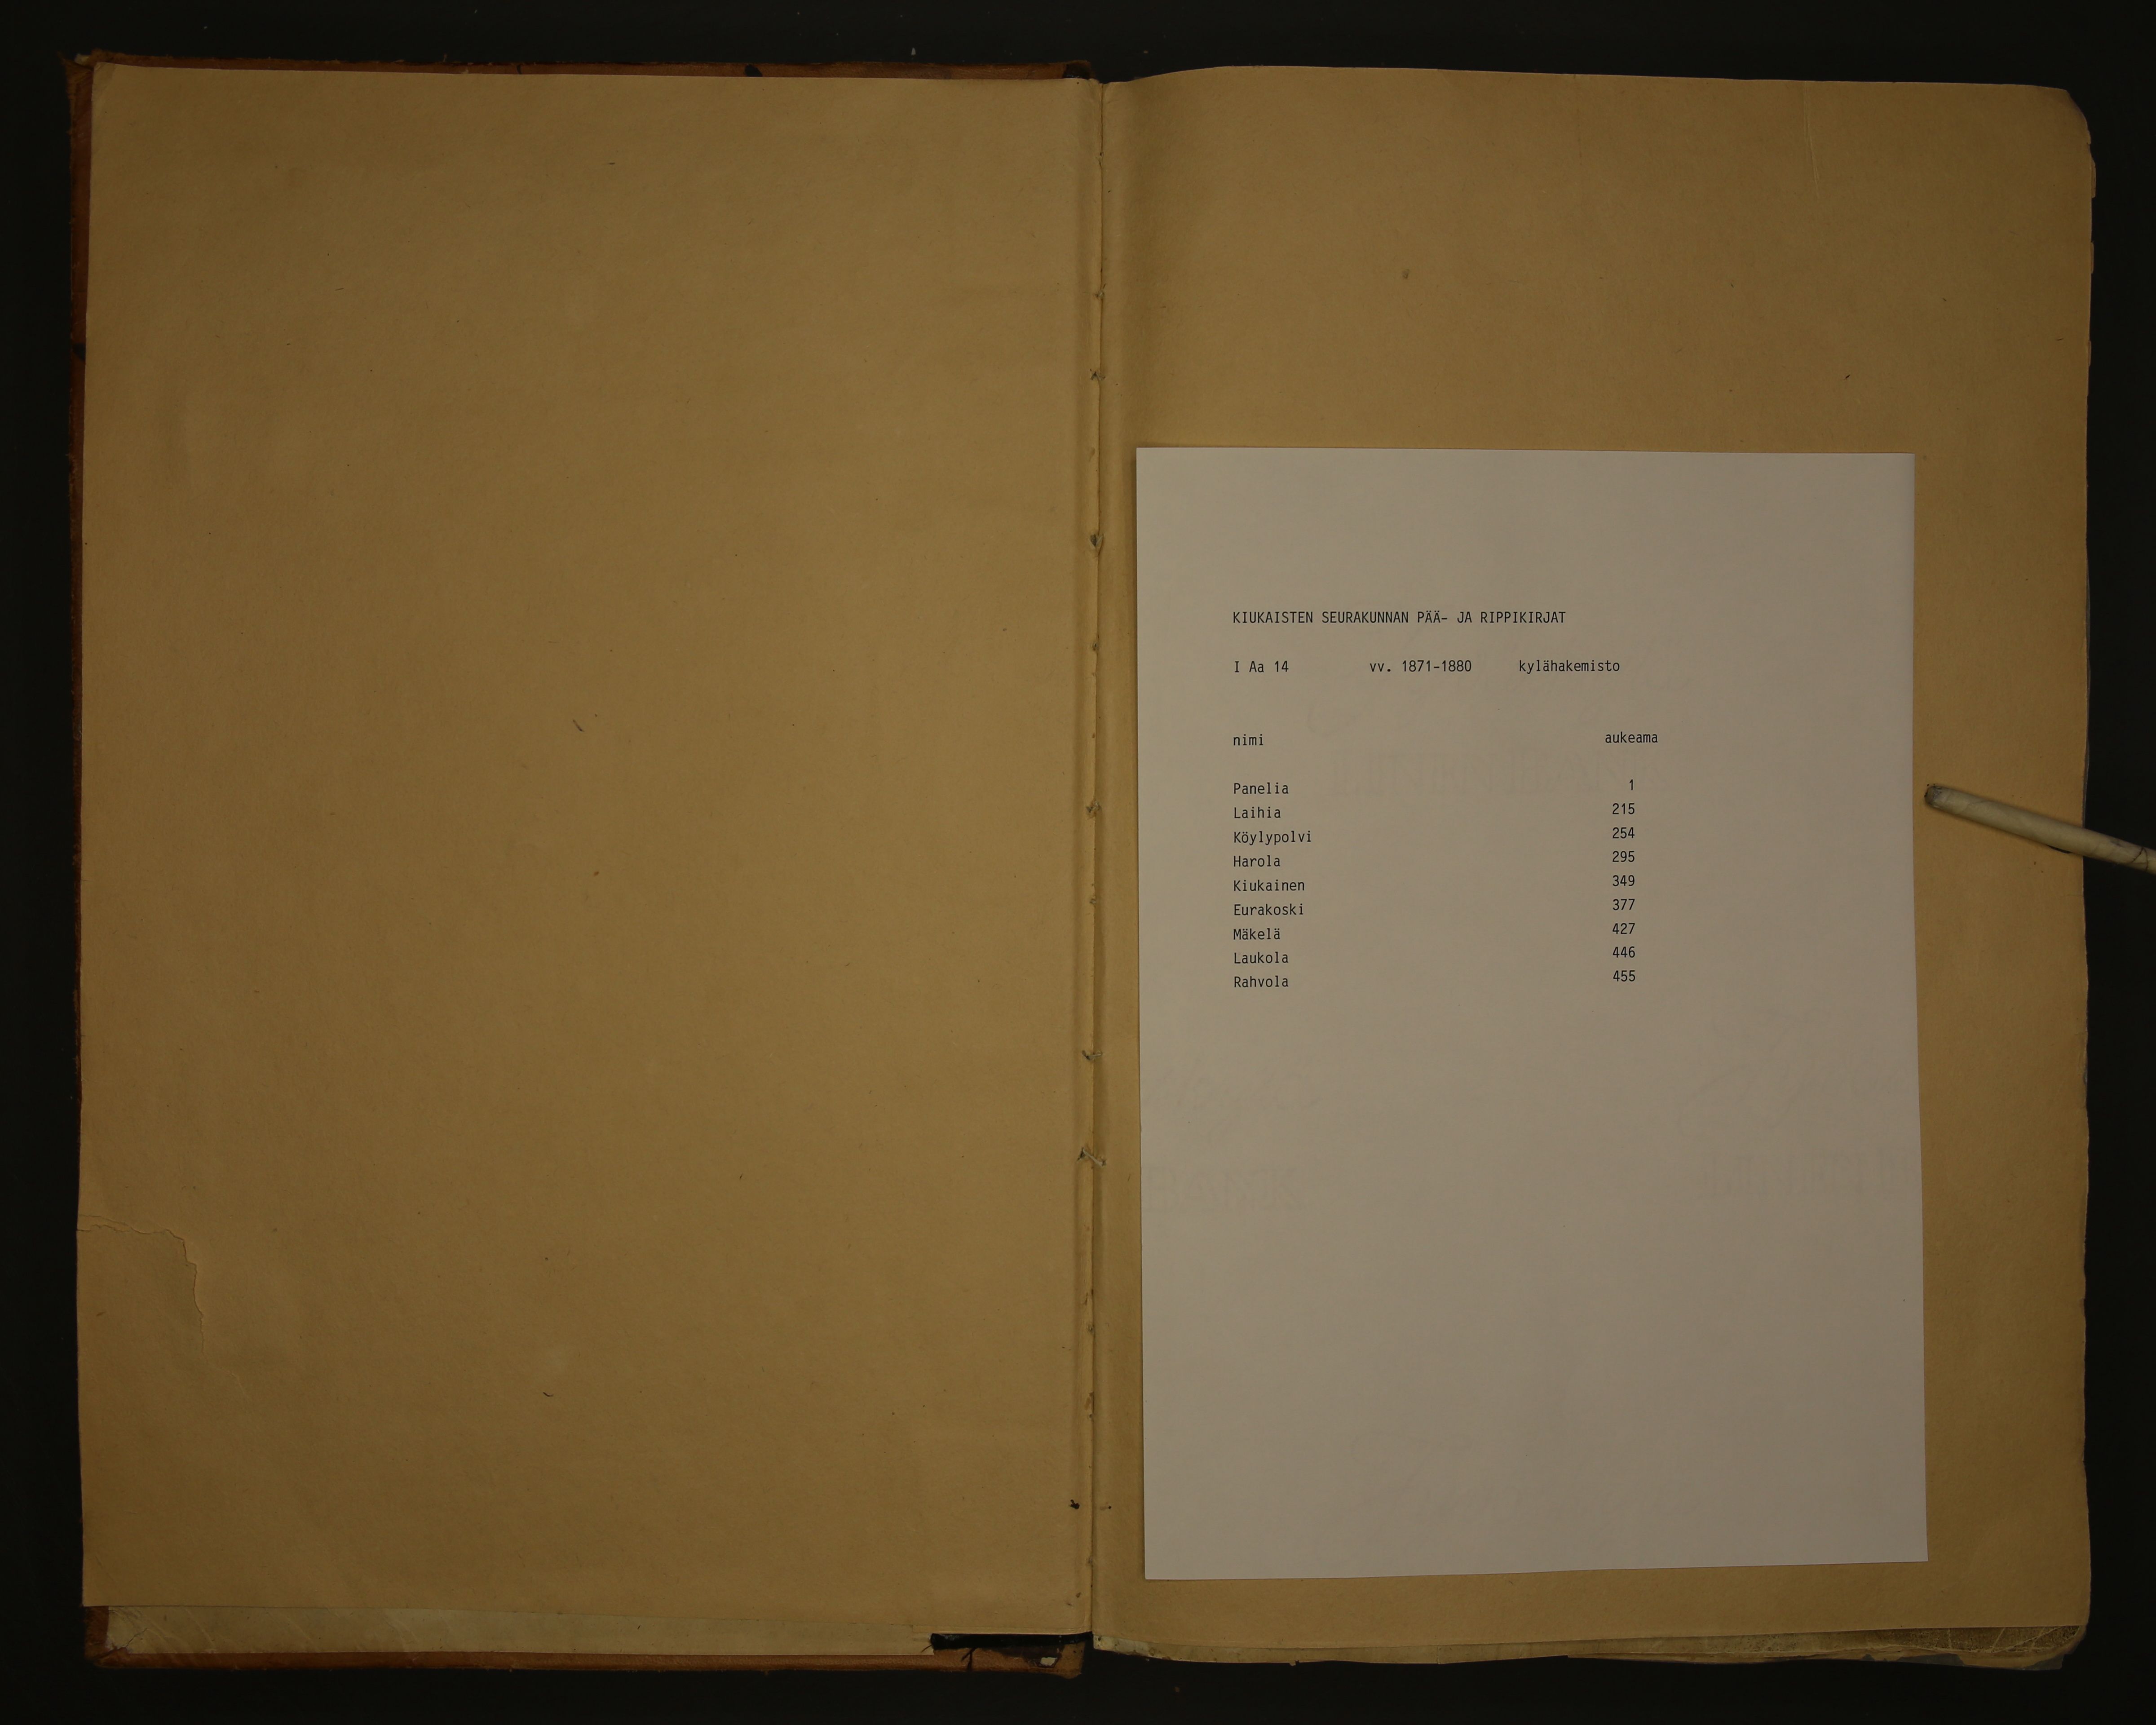 KIUKAISTEN SEURAKUNNAN PÄÄ- JA RIPPIKIRJAT
I Aa 14 vv. 1871-1880 kylähakemisto
nimi aukeama
Panelia 1
Laihia 215
Köylypolvi 254
Harola 295
Kiukainen 349
Eurakoski 377
Mäkelä 427
Laukola 446
Rahvola 455